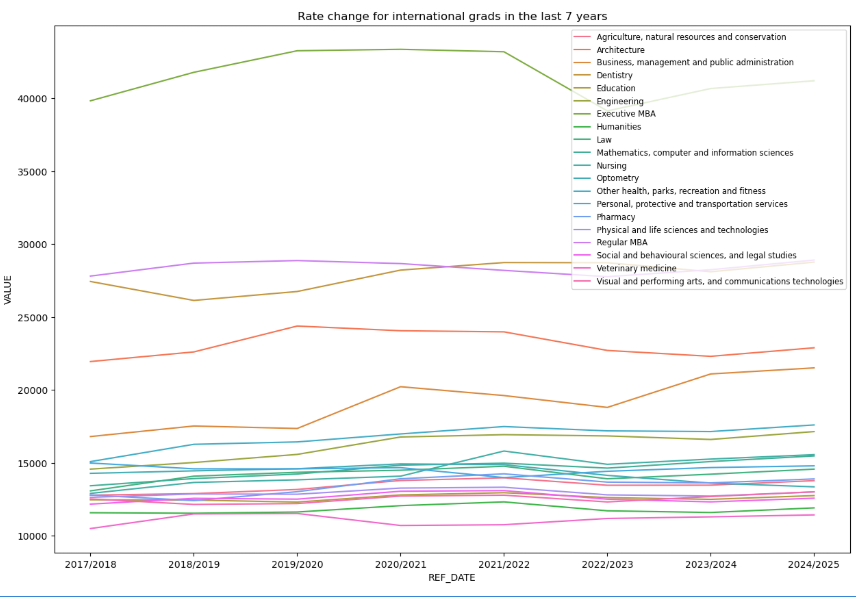 Rate change for international grads in the last 7 years
Agriculture, natural resources and conservation
Architecture
Business, management and public administration
Dentistry
Education
Engineering
Executive MBA
Humanities
Law
Mathematics, computer and information sciences
Nursing
Optometry
Other health, parks, recreation and fitness
Personal, protective and transportation services
Pharmacy
Physical and life sciences and technologies
Regular MBA
Social and behavioural sciences, and legal studies
Veterinary medicine
Visual and performing arts, and communications technologies
40000
35000
30000
25000
20000
15000
10000
VALUE
2017/2018 2018/2019 2019/2020 2020/2021 2021/2022 2022/2023 2023/2024 2024/2025
REF_DATE